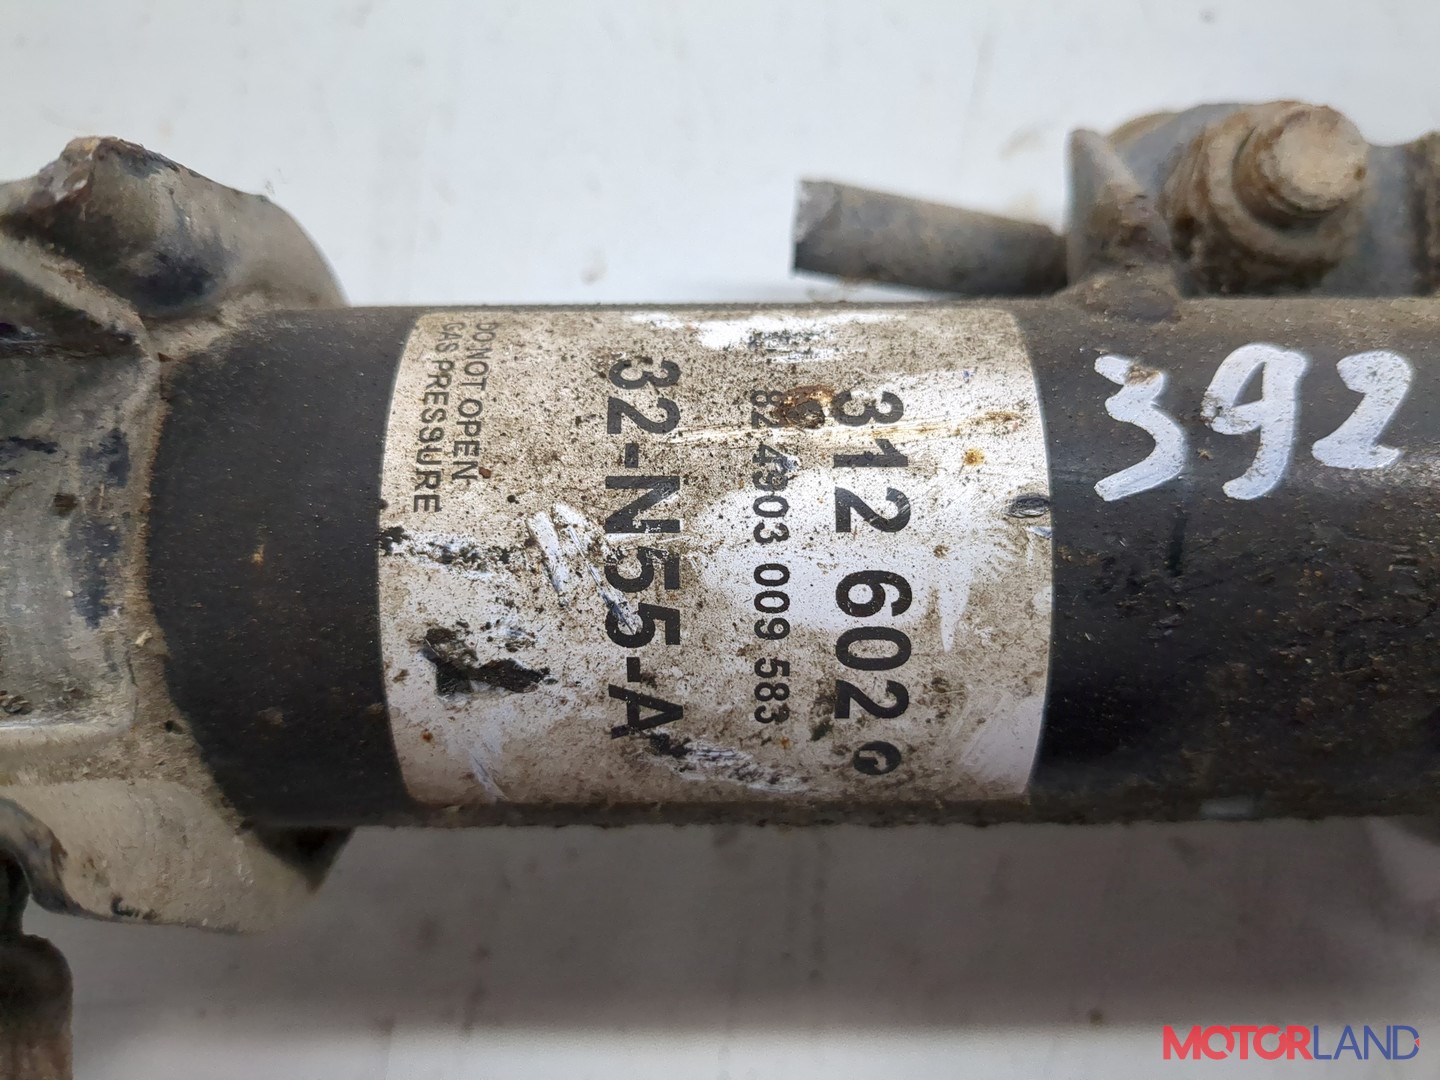 312 602 G
82 4903 009 583
32-N55-A
DO NOT OPEN
GAS PRESSURE
392
MOTORLAND